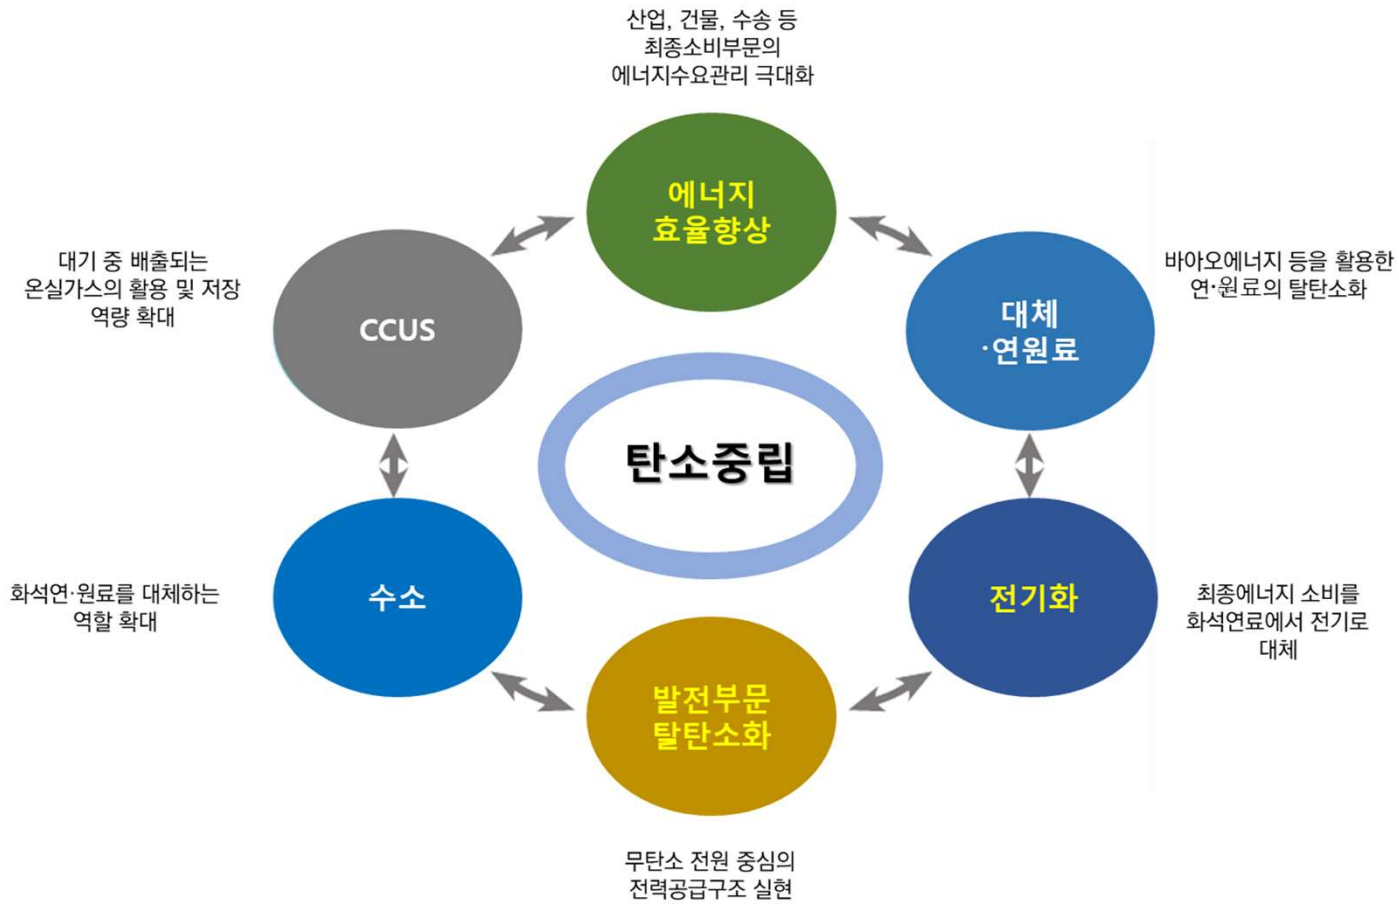 산업, 건물, 수송 등
최종소비부문의
에너지수요관리 극대화
에너지
효율향상
대기 중 배출되는
온실가스의 활용 및 저장
역량 확대
CCUS
대체
·연원료
바아오에너지 등을 활용한
연·원료의 탈탄소화
탄소중립
화석연·원료를 대체하는
역할 확대
수소
전기화
최종에너지 소비를
화석연료에서 전기로
대체
발전부문
탈탄소화
무탄소 전원 중심의
전력공급구조 실현